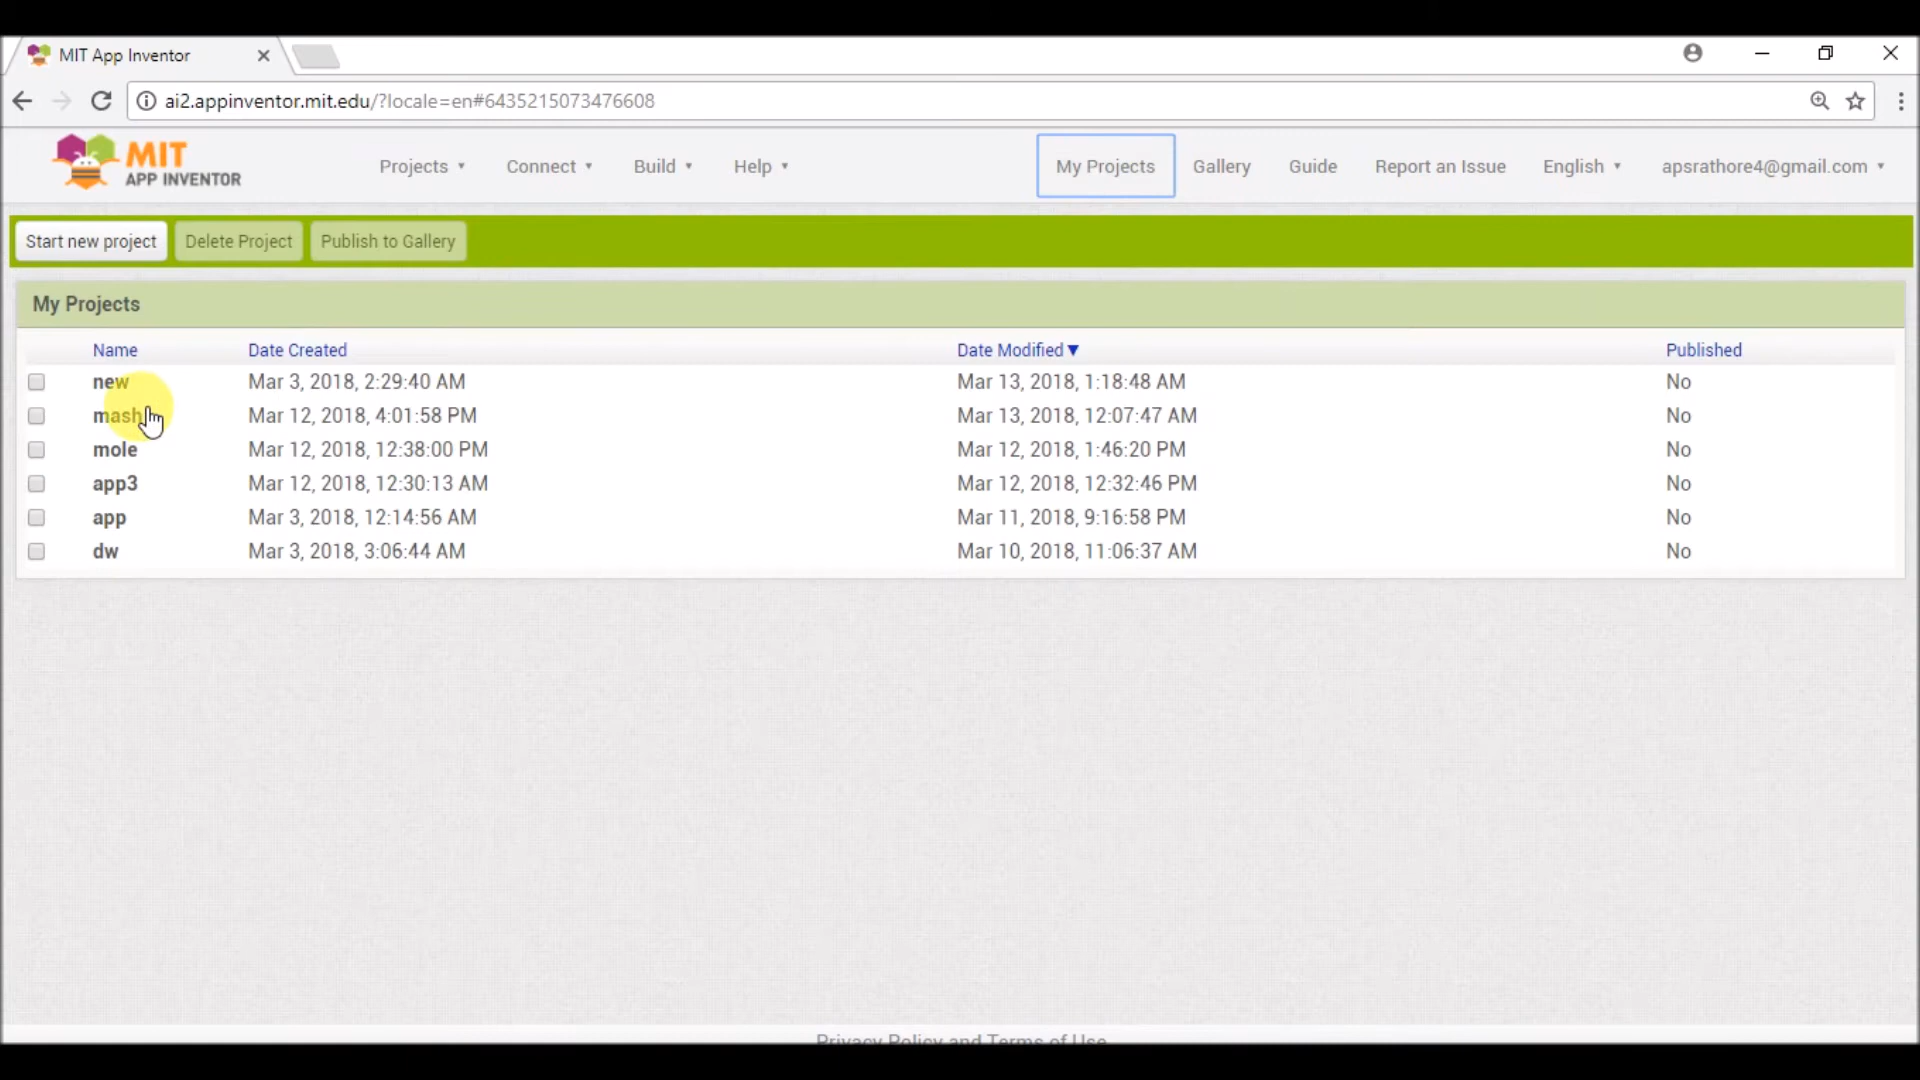 MIT App Inventor
ai2.appinventor.mit.edu/?locale=en#6435215073476608
MIT
APP INVENTOR
Projects Connect Build Help My Projects Gallery Guide Report an Issue English apsrathore4@gmail.com
Start new project Delete Project Publish to Gallery
My Projects
Name Date Created Date Modified Published
new Mar 3, 2018, 2:29:40 AM Mar 13, 2018, 1:18:48 AM No
mash Mar 12, 2018, 4:01:58 PM Mar 13, 2018, 12:07:47 AM No
mole Mar 12, 2018, 12:38:00 PM Mar 12, 2018, 1:46:20 PM No
app3 Mar 12, 2018, 12:30:13 AM Mar 12, 2018, 12:32:46 PM No
app Mar 3, 2018, 12:14:56 AM Mar 11, 2018, 9:16:58 PM No
dw Mar 3, 2018, 3:06:44 AM Mar 10, 2018, 11:06:37 AM No
Privacy Policy and Terms of Use